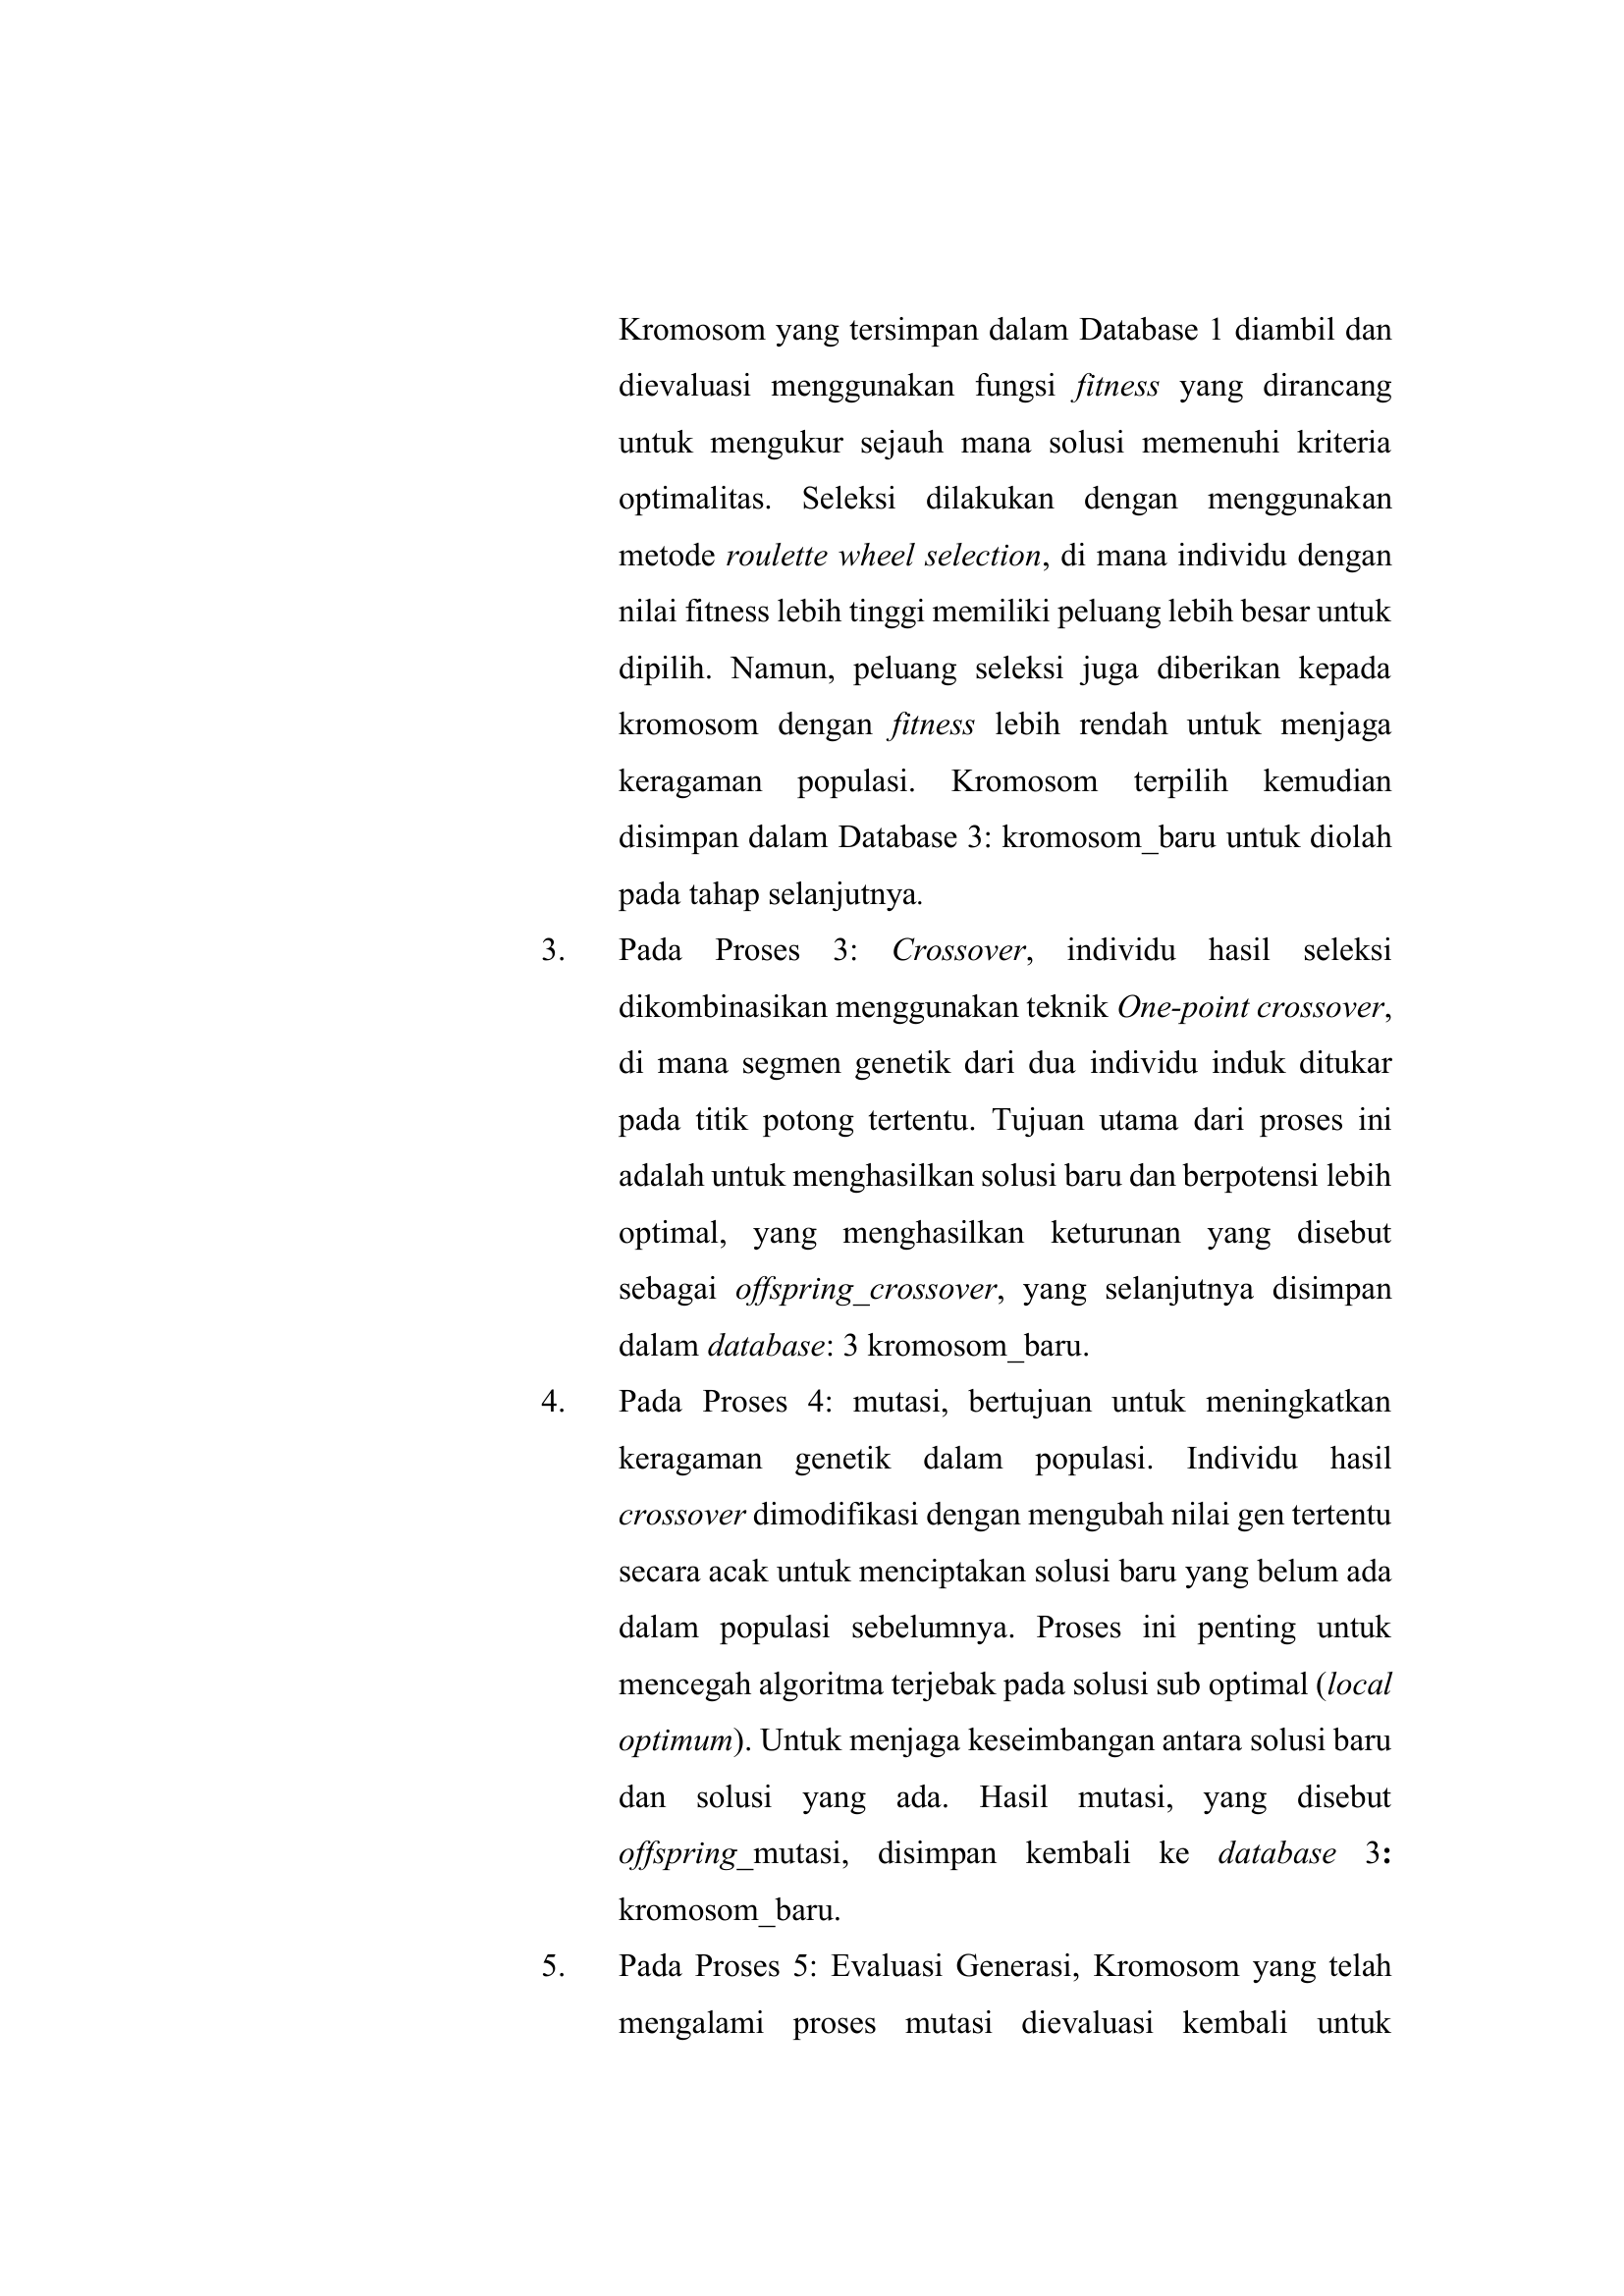 Kromosom yang tersimpan dalam Database 1 diambil dan
dievaluasi menggunakan fungsi fitness yang dirancang
untuk mengukur sejauh mana solusi memenuhi kriteria
optimalitas. Seleksi dilakukan dengan menggunakan
metode roulette wheel selection, di mana individu dengan
nilai fitness lebih tinggi memiliki peluang lebih besar untuk
dipilih. Namun, peluang seleksi juga diberikan kepada
kromosom dengan fitness lebih rendah untuk menjaga
keragaman populasi. Kromosom terpilih kemudian
disimpan dalam Database 3: kromosom_baru untuk diolah
pada tahap selanjutnya.
3. Pada Proses 3: Crossover, individu hasil seleksi
dikombinasikan menggunakan teknik One-point crossover,
di mana segmen genetik dari dua individu induk ditukar
pada titik potong tertentu. Tujuan utama dari proses ini
adalah untuk menghasilkan solusi baru dan berpotensi lebih
optimal, yang menghasilkan keturunan yang disebut
sebagai offspring_crossover, yang selanjutnya disimpan
dalam database: 3 kromosom_baru.
4. Pada Proses 4: mutasi, bertujuan untuk meningkatkan
keragaman genetik dalam populasi. Individu hasil
crossover dimodifikasi dengan mengubah nilai gen tertentu
secara acak untuk menciptakan solusi baru yang belum ada
dalam populasi sebelumnya. Proses ini penting untuk
mencegah algoritma terjebak pada solusi sub optimal (local
optimum). Untuk menjaga keseimbangan antara solusi baru
dan solusi yang ada. Hasil mutasi, yang disebut
offspring_mutasi, disimpan kembali ke database 3:
kromosom_baru.
5. Pada Proses 5: Evaluasi Generasi, Kromosom yang telah
mengalami proses mutasi dievaluasi kembali untuk